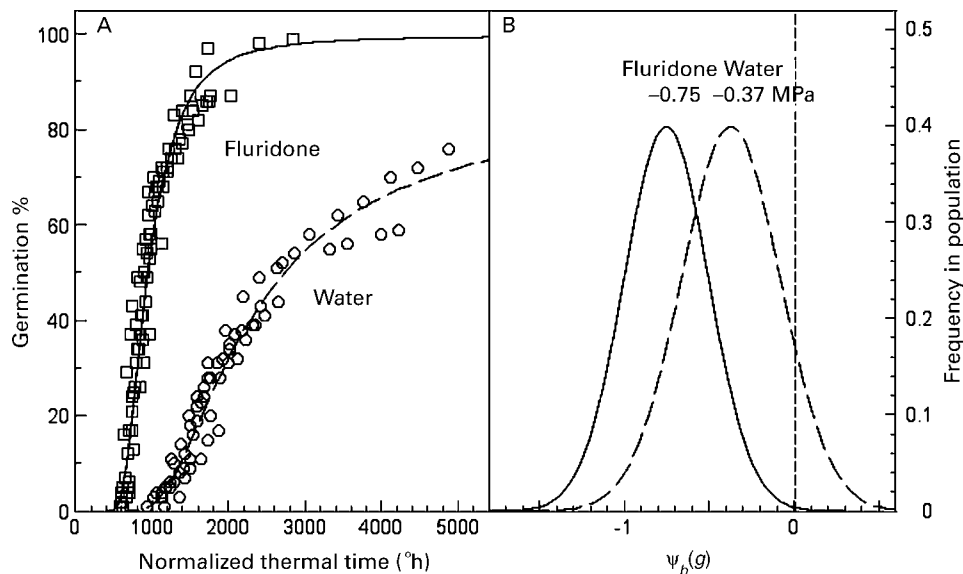 A
100
80
60
40
20
0
Germination %
Fluridone
Water
0 1000 2000 3000 4000 5000
Normalized thermal time (°h)
B
Fluridone Water
−0.75 −0.37 MPa
0.5
0.4
0.3
0.2
0.1
0
Frequency in population
-1 0
ψb(g)